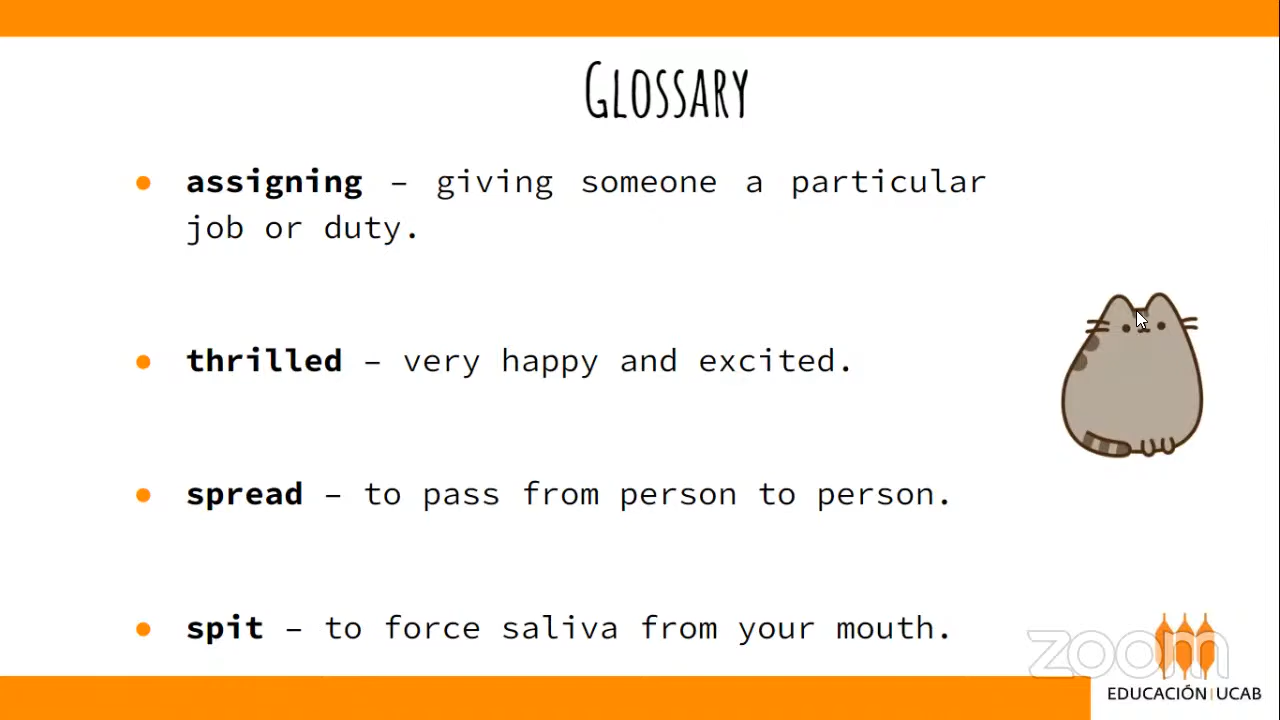 GLOSSARY
● assigning – giving someone a particular
job or duty.
● thrilled – very happy and excited.
● spread – to pass from person to person.
● spit – to force saliva from your mouth.
zoom
EDUCACIÓN|UCAB